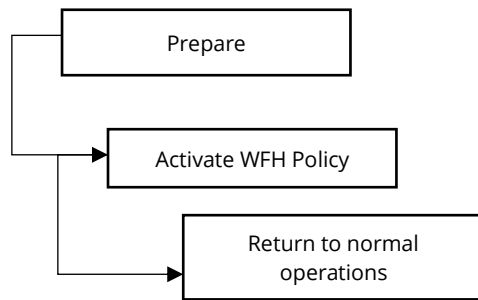 Prepare
Activate WFH Policy
Return to normal
operations